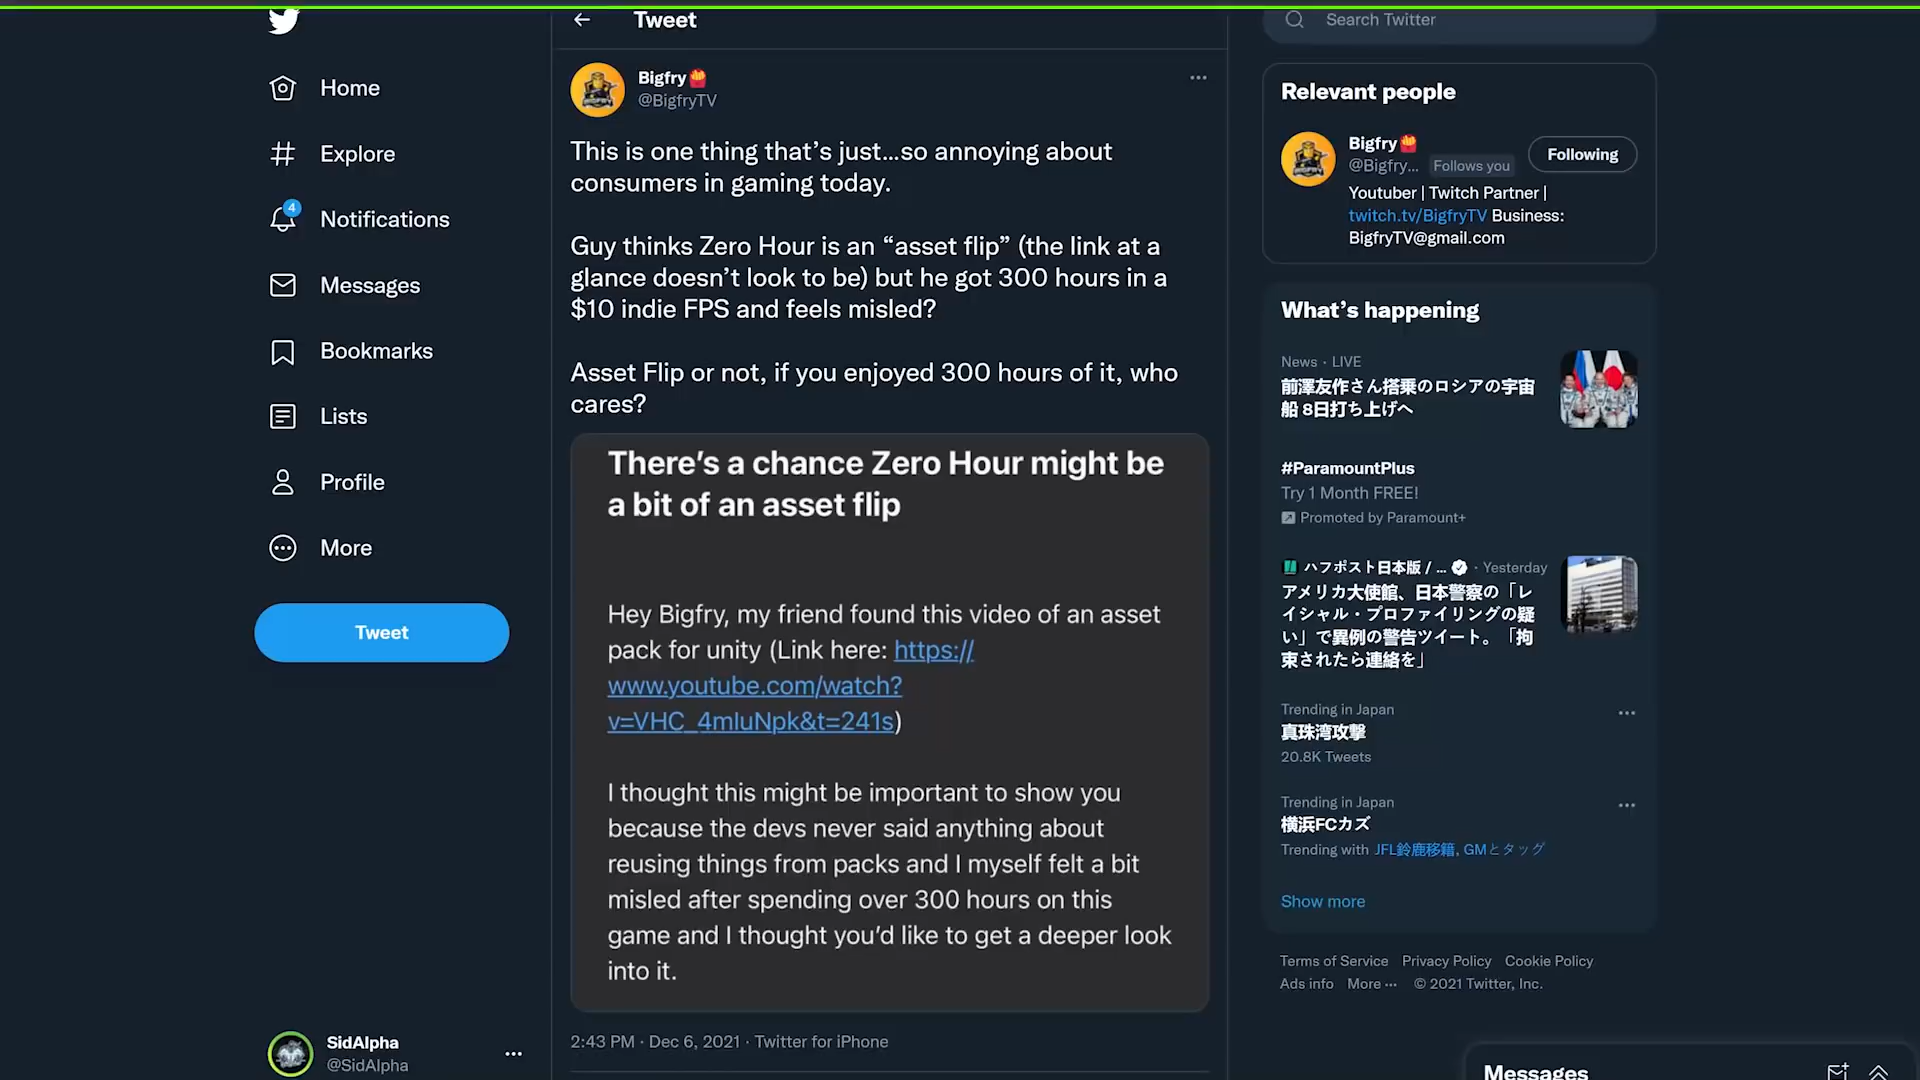 Home
Explore
4
Notifications
Messages
Bookmarks
Lists
Profile
More
Tweet
SidAlpha
@SidAlpha
Tweet
Bigfry
@BigfryTV
This is one thing that’s just...so annoying about
consumers in gaming today.
Guy thinks Zero Hour is an “asset flip” (the link at a
glance doesn’t look to be) but he got 300 hours in a
$10 indie FPS and feels misled?
Asset Flip or not, if you enjoyed 300 hours of it, who
cares?
There’s a chance Zero Hour might be
a bit of an asset flip
Hey Bigfry, my friend found this video of an asset
pack for unity (Link here: https://
www.youtube.com/watch?
v=VHC_4mIuNpk&t=241s)
I thought this might be important to show you
because the devs never said anything about
reusing things from packs and I myself felt a bit
misled after spending over 300 hours on this
game and I thought you’d like to get a deeper look
into it.
2:43 PM · Dec 6, 2021 · Twitter for iPhone
Search Twitter
Relevant people
Bigfry
@Bigfry... Follows you
Following
Youtuber | Twitch Partner |
twitch.tv/BigfryTV Business:
BigfryTV@gmail.com
What’s happening
News · LIVE
前澤友作さん搭乗のロシアの宇宙
船 8日打ち上げへ
#ParamountPlus
Try 1 Month FREE!
Promoted by Paramount+
ハフポスト日本版 / ... · Yesterday
アメリカ大使館、日本警察の「レ
イシャル・プロファイリングの疑
い」で異例の警告ツイート。「拘
束されたら連絡を」
Trending in Japan
真珠湾攻撃
20.8K Tweets
Trending in Japan
横浜FCカズ
Trending with JFL鈴鹿移籍, GMとタッグ
Show more
Terms of Service Privacy Policy Cookie Policy
Ads info More ··· © 2021 Twitter, Inc.
Messages